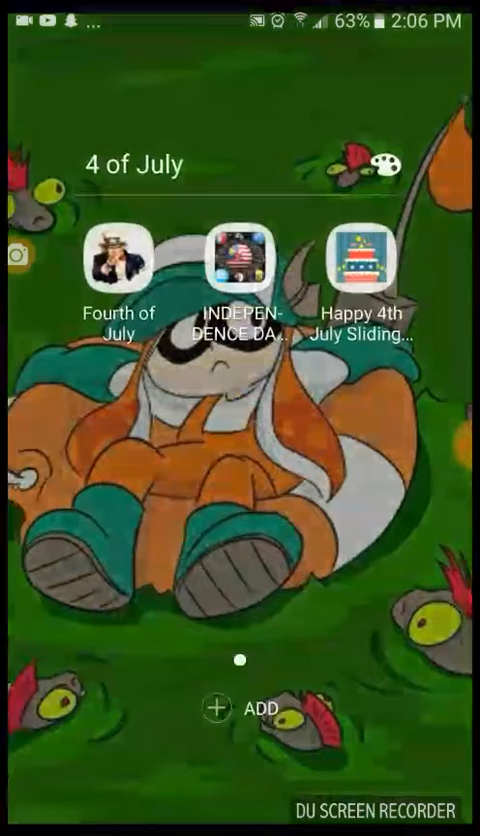 ... 63% 2:06 PM
4 of July
Fourth of
July
INDEPEN-
DENCE DA...
Happy 4th
July Sliding...
ADD
DU SCREEN RECORDER